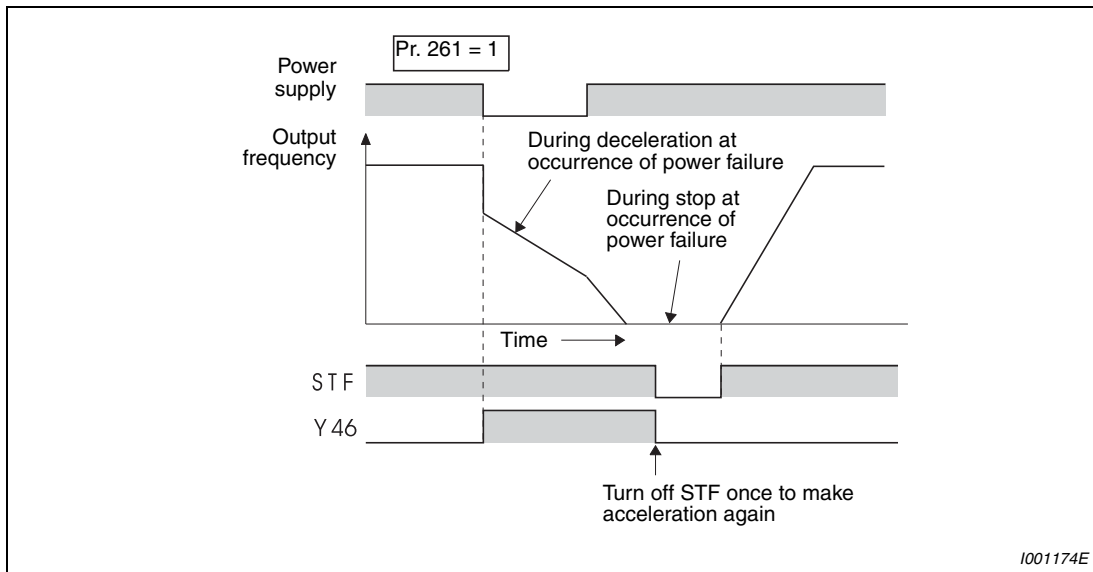 Pr. 261 = 1
Power
supply
Output
frequency
During deceleration at
occurrence of power failure
During stop at
occurrence of
power failure
Time
STF
Y46
Turn off STF once to make
acceleration again
I001174E